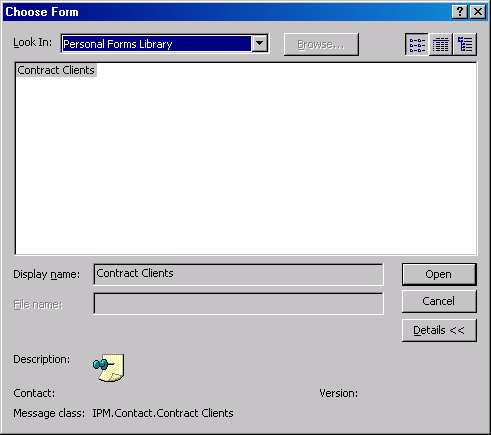 Choose Form
Look In: Personal Forms Library Browse...
Contract Clients
Display name: Contract Clients Open
File name: Cancel
Details <<
Description:
Contact: Version:
Message class: IPM.Contact.Contract Clients